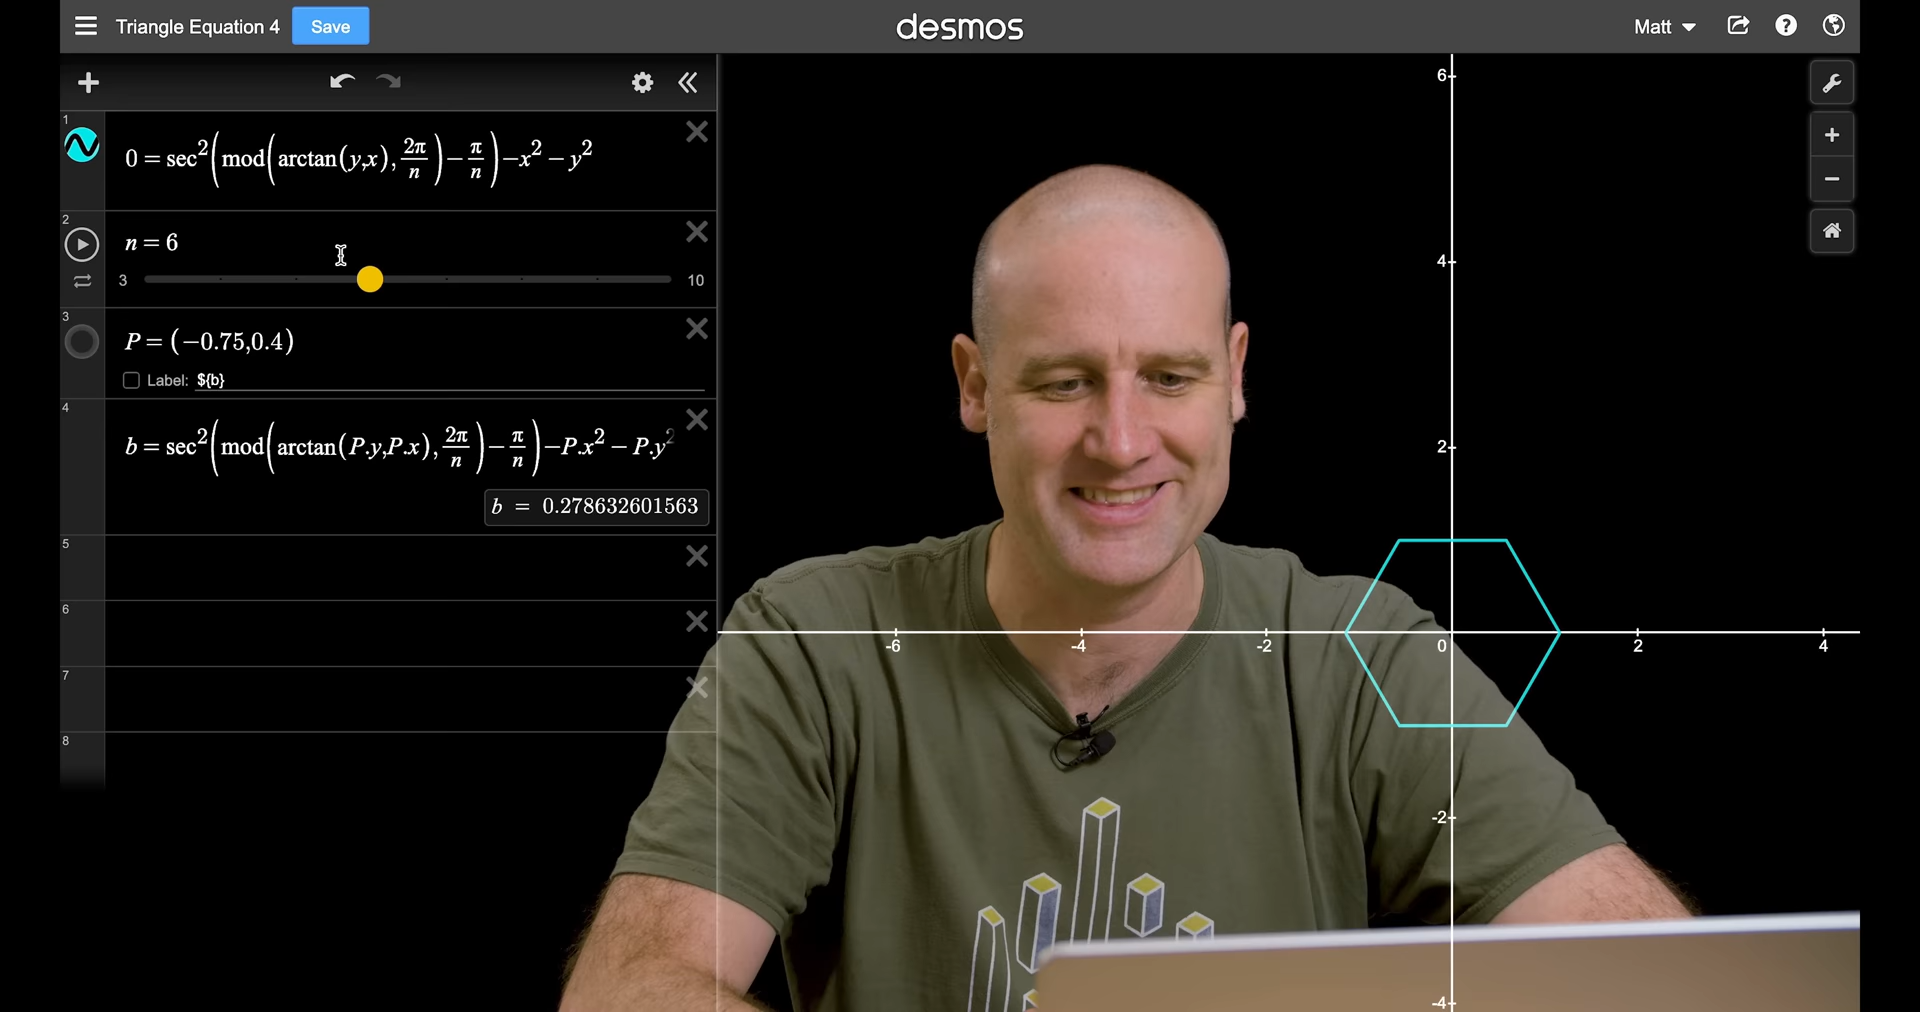 Triangle Equation 4 Save desmos Matt
1
0 = sec²(mod(arctan(y,x), 2π/n) − π/n) − x² − y²
2
n = 6
3 10
3
P = (−0.75,0.4)
Label: ${b}
4
b = sec²(mod(arctan(P.y,P.x), 2π/n) − π/n) − P.x² − P.y²
b = 0.278632601563
5
6
7
8
6
4
2
-6 -4 -2 0 2 4
-2
-4